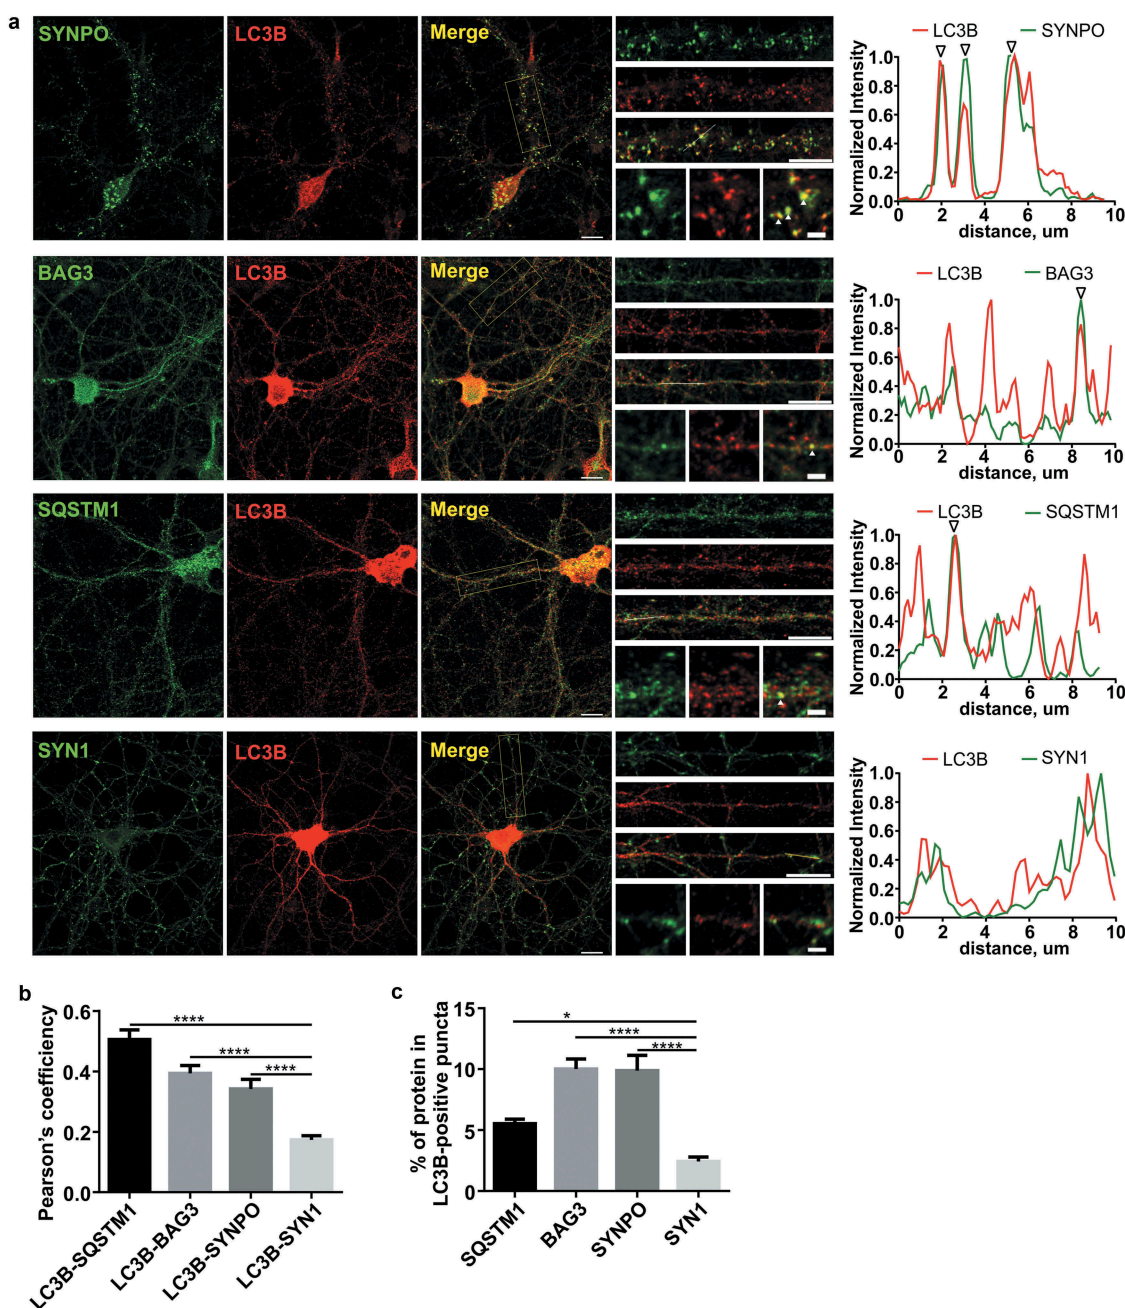 a
SYNPO LC3B Merge
LC3B SYNPO
Normalized Intensity
1.0
0.8
0.6
0.4
0.2
0.0
0 2 4 6 8 10
distance, um
BAG3 LC3B Merge
LC3B BAG3
Normalized Intensity
1.0
0.8
0.6
0.4
0.2
0.0
0 2 4 6 8 10
distance, um
SQSTM1 LC3B Merge
LC3B SQSTM1
Normalized Intensity
1.0
0.8
0.6
0.4
0.2
0.0
0 2 4 6 8 10
distance, um
SYN1 LC3B Merge
LC3B SYN1
Normalized Intensity
1.0
0.8
0.6
0.4
0.2
0.0
0 2 4 6 8 10
distance, um
b
Pearson's coefficiency
0.6
0.4
0.2
0.0
****
****
****
LC3B-SQSTM1
LC3B-BAG3
LC3B-SYNPO
LC3B-SYN1
c
% of protein in
LC3B-positive puncta
15
10
5
0
*
****
****
SQSTM1
BAG3
SYNPO
SYN1